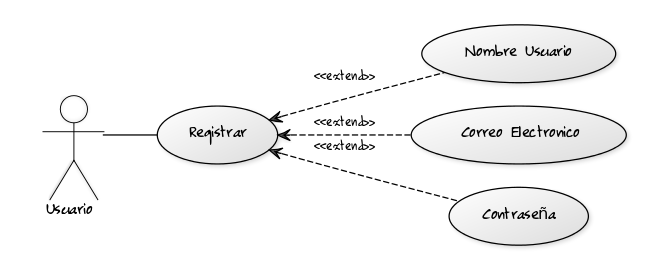 Nombre Usuario
<<extend>>
Registrar
<<extend>>
Correo Electronico
<<extend>>
Contraseña
Usuario